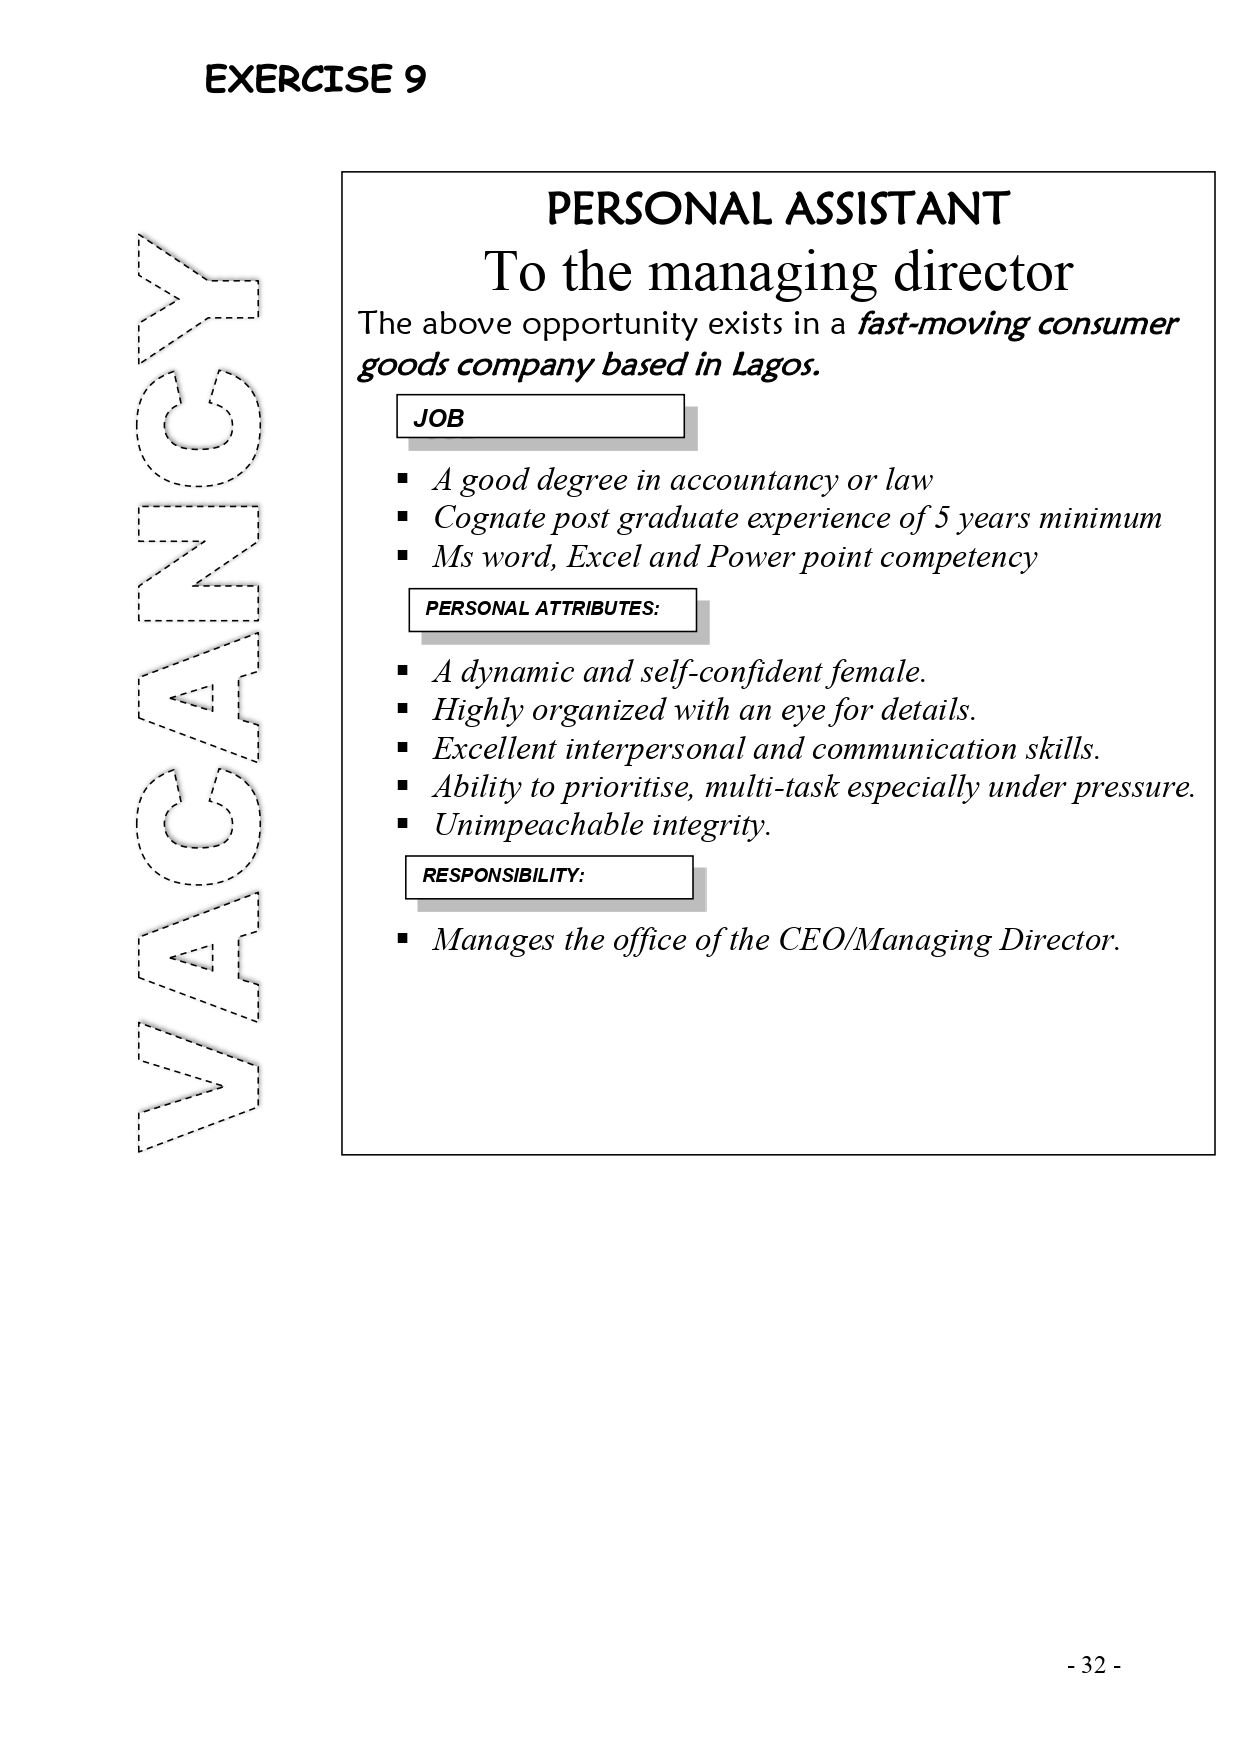 EXERCISE 9
VACANCY
PERSONAL ASSISTANT
To the managing director
The above opportunity exists in a fast-moving consumer
goods company based in Lagos.
JOB
▪ A good degree in accountancy or law
▪ Cognate post graduate experience of 5 years minimum
▪ Ms word, Excel and Power point competency
PERSONAL ATTRIBUTES:
▪ A dynamic and self-confident female.
▪ Highly organized with an eye for details.
▪ Excellent interpersonal and communication skills.
▪ Ability to prioritise, multi-task especially under pressure.
▪ Unimpeachable integrity.
RESPONSIBILITY:
▪ Manages the office of the CEO/Managing Director.
- 32 -